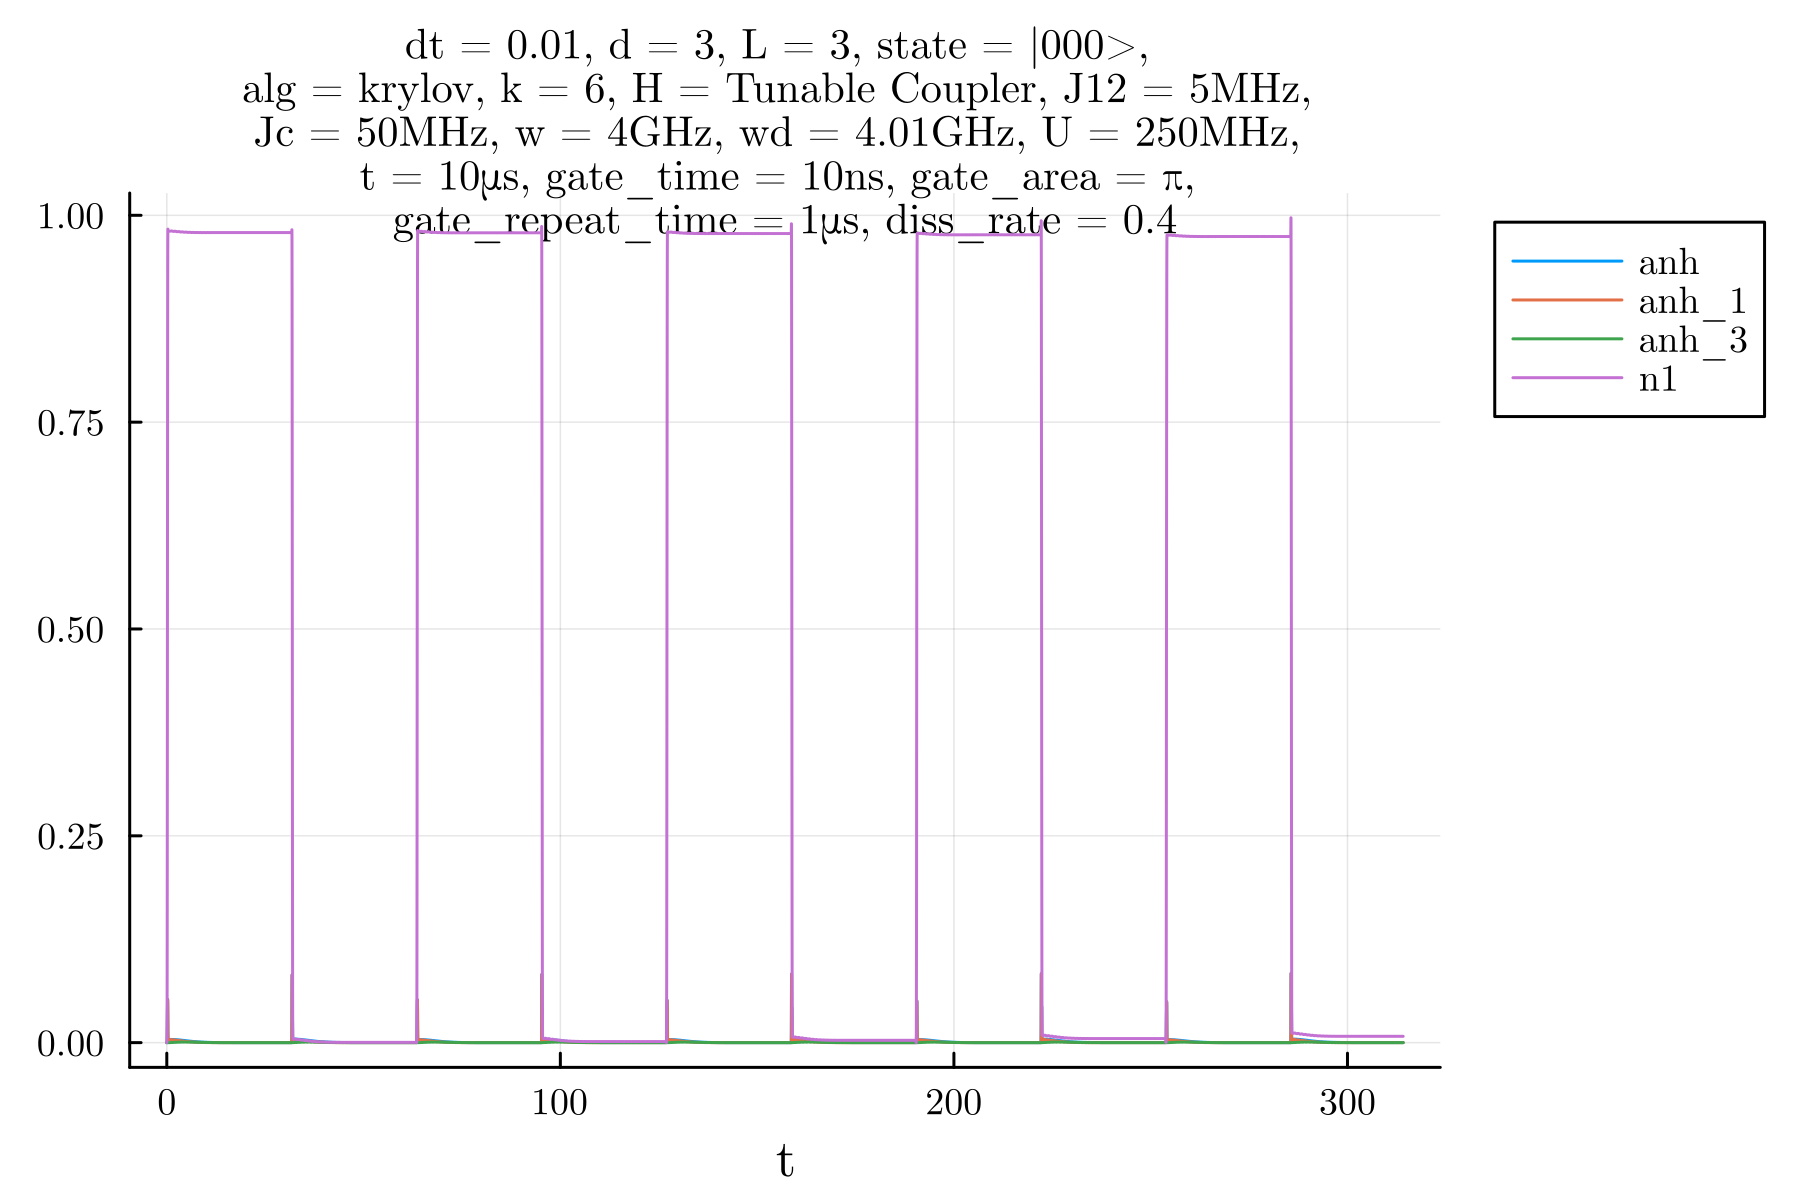 dt = 0.01, d = 3, L = 3, state = |000>,
alg = krylov, k = 6, H = Tunable Coupler, J12 = 5MHz,
Jc = 50MHz, w = 4GHz, wd = 4.01GHz, U = 250MHz,
t = 10μs, gate_time = 10ns, gate_area = π,
gate_repeat_time = 1μs, diss_rate = 0.4
1.00
0.75
0.50
0.25
0.00
0 100 200 300
t
anh
anh_1
anh_3
n1